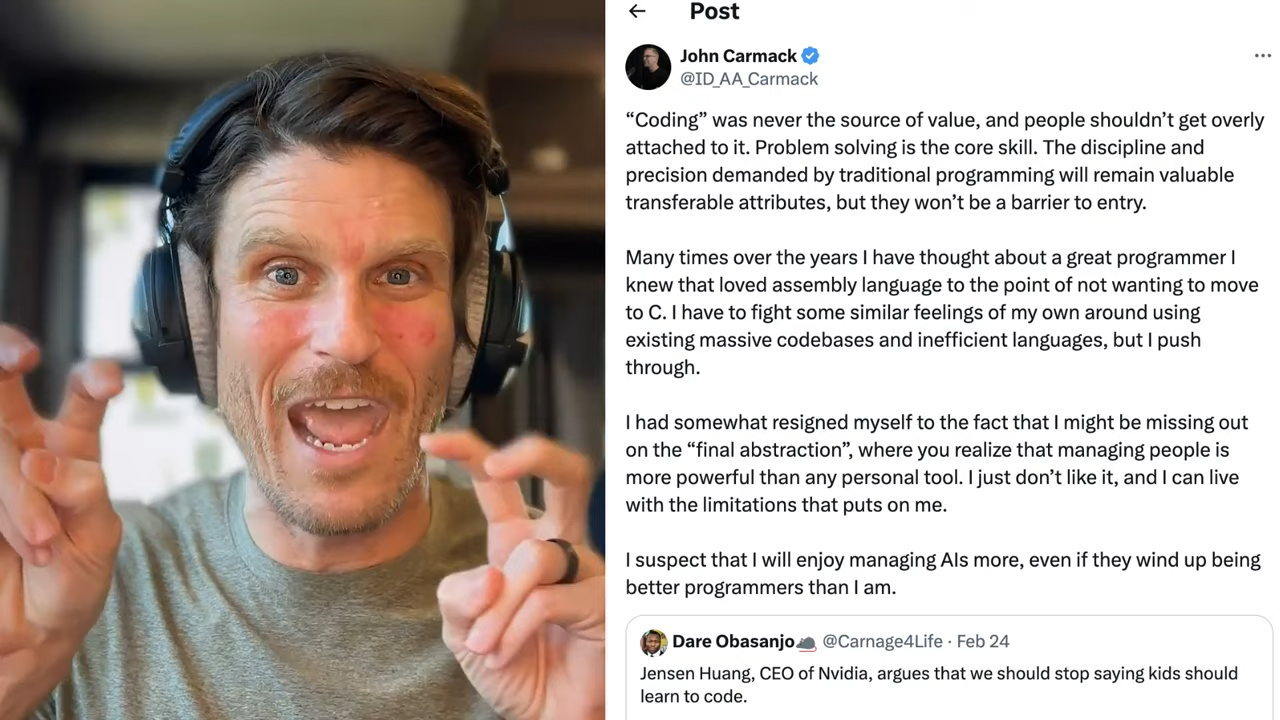 Post
John Carmack
@ID_AA_Carmack
“Coding” was never the source of value, and people shouldn’t get overly
attached to it. Problem solving is the core skill. The discipline and
precision demanded by traditional programming will remain valuable
transferable attributes, but they won’t be a barrier to entry.
Many times over the years I have thought about a great programmer I
knew that loved assembly language to the point of not wanting to move
to C. I have to fight some similar feelings of my own around using
existing massive codebases and inefficient languages, but I push
through.
I had somewhat resigned myself to the fact that I might be missing out
on the “final abstraction”, where you realize that managing people is
more powerful than any personal tool. I just don’t like it, and I can live
with the limitations that puts on me.
I suspect that I will enjoy managing AIs more, even if they wind up being
better programmers than I am.
Dare Obasanjo @Carnage4Life · Feb 24
Jensen Huang, CEO of Nvidia, argues that we should stop saying kids should
learn to code.